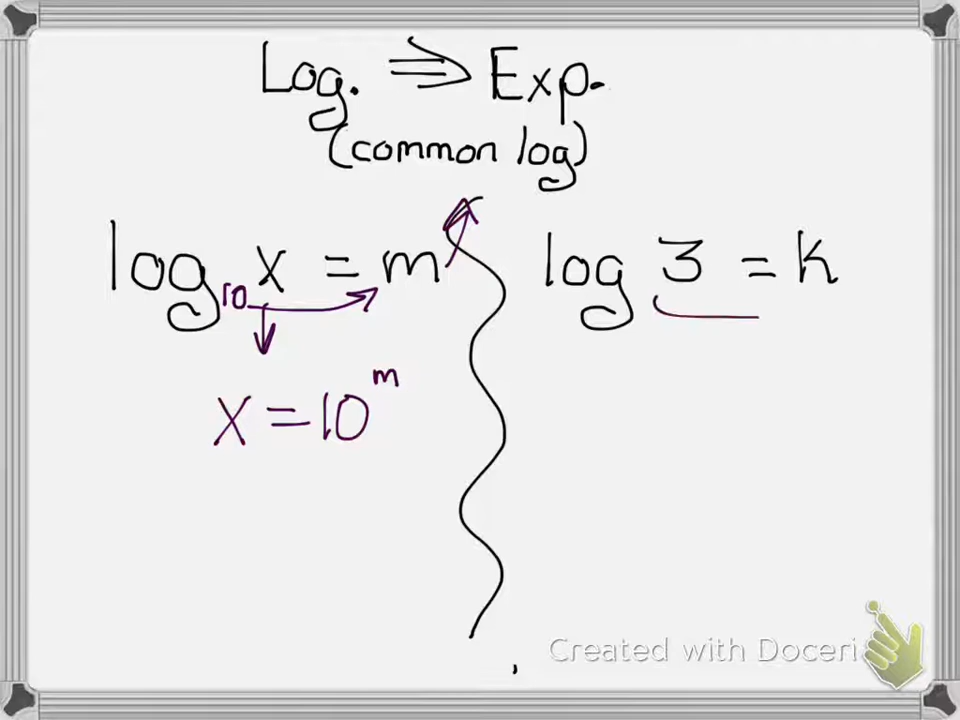 Log. ⇒ Exp.
(common log)
log₁₀ x = m
x = 10ᵐ
log 3 = k
Created with Doceri